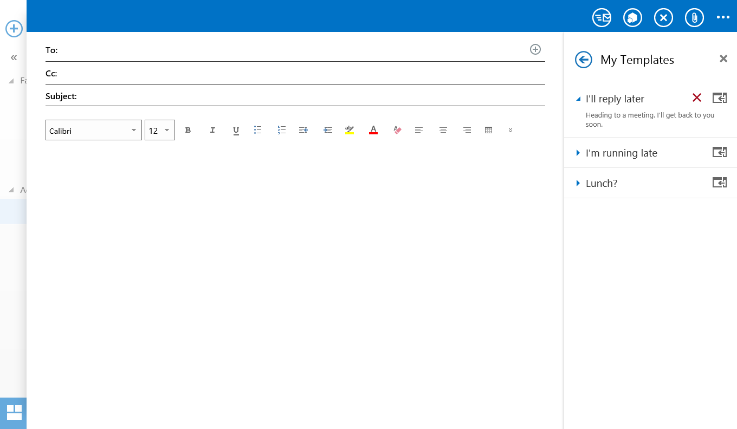 To:
Cc:
Subject:
Calibri 12 B I U A
My Templates
I'll reply later
Heading to a meeting. I'll get back to you
soon.
I'm running late
Lunch?